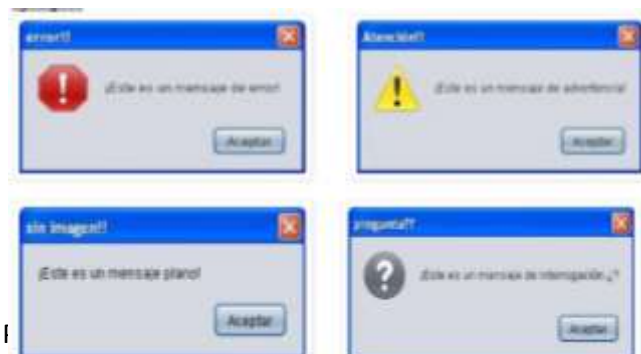 error!!
¡Este es un mensaje de error!
Aceptar
Atención!!
¡Este es un mensaje de advertencia!
Aceptar
sin imagen!!
¡Este es un mensaje plano!
Aceptar
pregunta??
¡Este es un mensaje de interrogación ¿?
Aceptar